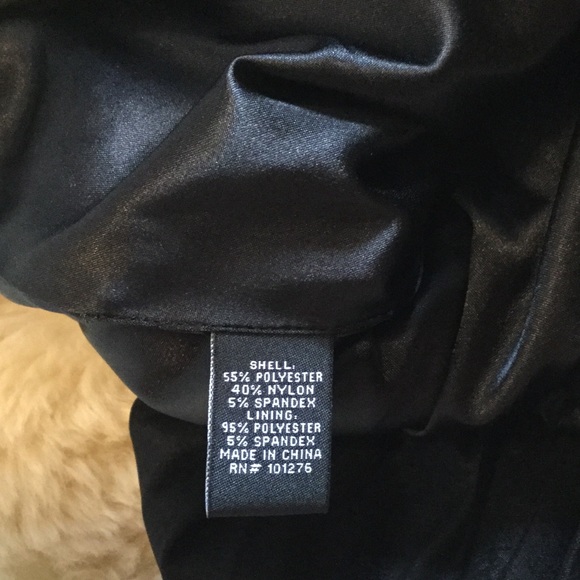 SHELL:
55% POLYESTER
40% NYLON
5% SPANDEX
LINING:
95% POLYESTER
5% SPANDEX
MADE IN CHINA
RN# 101276